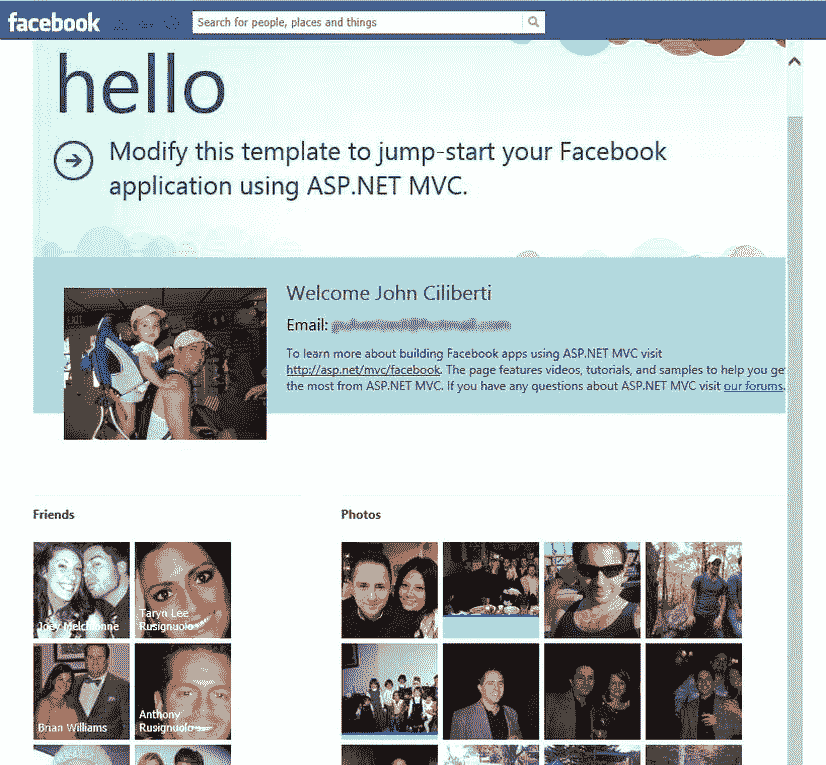 facebook
Search for people, places and things
hello
Modify this template to jump-start your Facebook
application using ASP.NET MVC.
Welcome John Ciliberti
Email:
To learn more about building Facebook apps using ASP.NET MVC visit
http://asp.net/mvc/facebook. The page features videos, tutorials, and samples to help you ge
the most from ASP.NET MVC. If you have any questions about ASP.NET MVC visit our forums.
Friends
Photos
Joey Melchionne
Taryn Lee
Rusignuolo
Brian Williams
Anthony
Rusignuolo